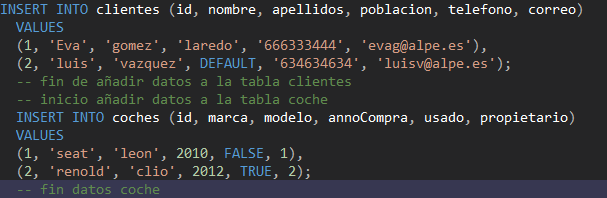 INSERT INTO clientes (id, nombre, apellidos, poblacion, telefono, correo)
VALUES
(1, 'Eva', 'gomez', 'laredo', '666333444', 'evag@alpe.es'),
(2, 'luis', 'vazquez', DEFAULT, '634634634', 'luisv@alpe.es');
-- fin de añadir datos a la tabla clientes
-- inicio añadir datos a la tabla coche
INSERT INTO coches (id, marca, modelo, annoCompra, usado, propietario)
VALUES
(1, 'seat', 'leon', 2010, FALSE, 1),
(2, 'renold', 'clio', 2012, TRUE, 2);
-- fin datos coche